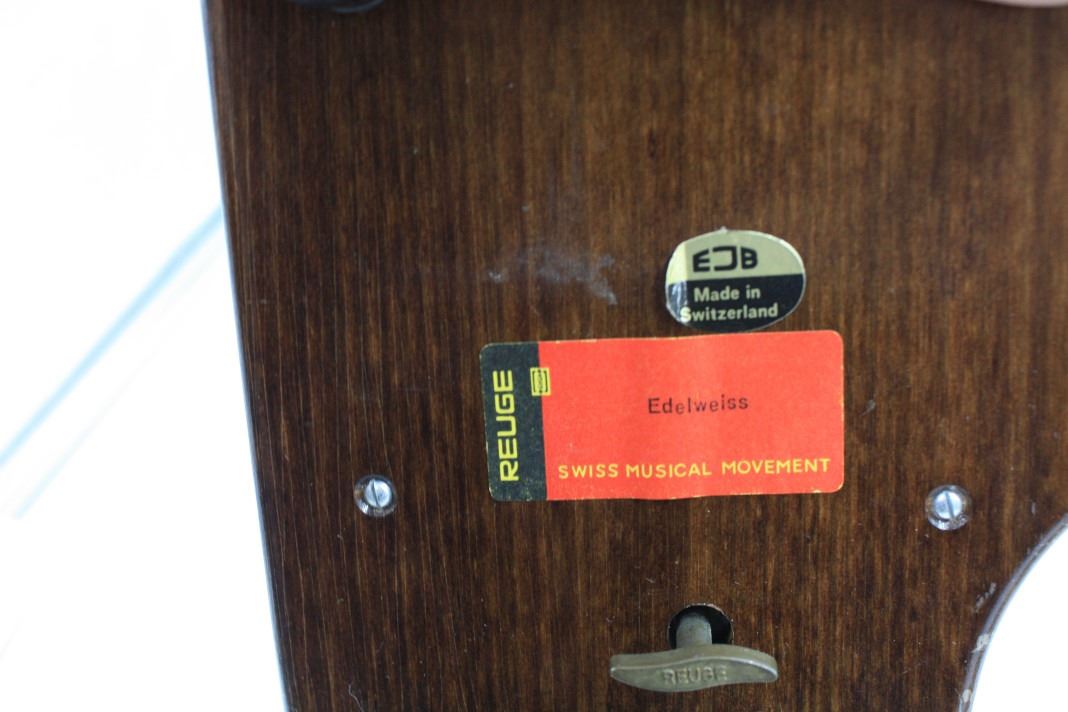 EJB
Made in
Switzerland
REUGE
Edelweiss
SWISS MUSICAL MOVEMENT
REUGE